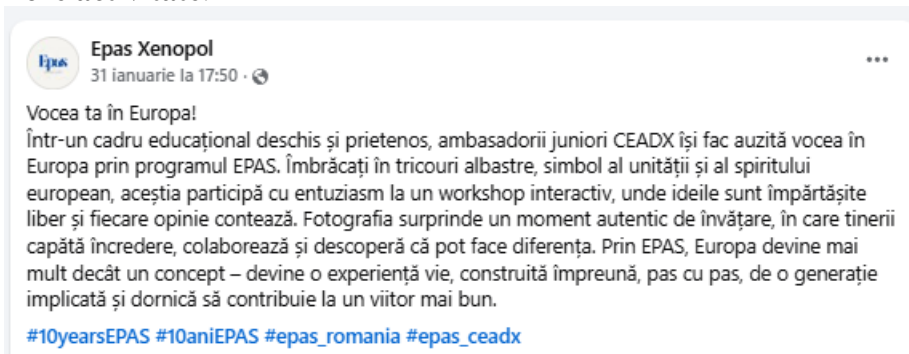 Epas
Epas Xenopol
31 ianuarie la 17:50 ·
Vocea ta în Europa!
Într-un cadru educațional deschis și prietenos, ambasadorii juniori CEADX își fac auzită vocea în
Europa prin programul EPAS. Îmbrăcați în tricouri albastre, simbol al unității și al spiritului
european, aceștia participă cu entuziasm la un workshop interactiv, unde ideile sunt împărtășite
liber și fiecare opinie contează. Fotografia surprinde un moment autentic de învățare, în care tinerii
capătă încredere, colaborează și descoperă că pot face diferența. Prin EPAS, Europa devine mai
mult decât un concept – devine o experiență vie, construită împreună, pas cu pas, de o generație
implicată și dornică să contribuie la un viitor mai bun.
#10yearsEPAS #10aniEPAS #epas_romania #epas_ceadx